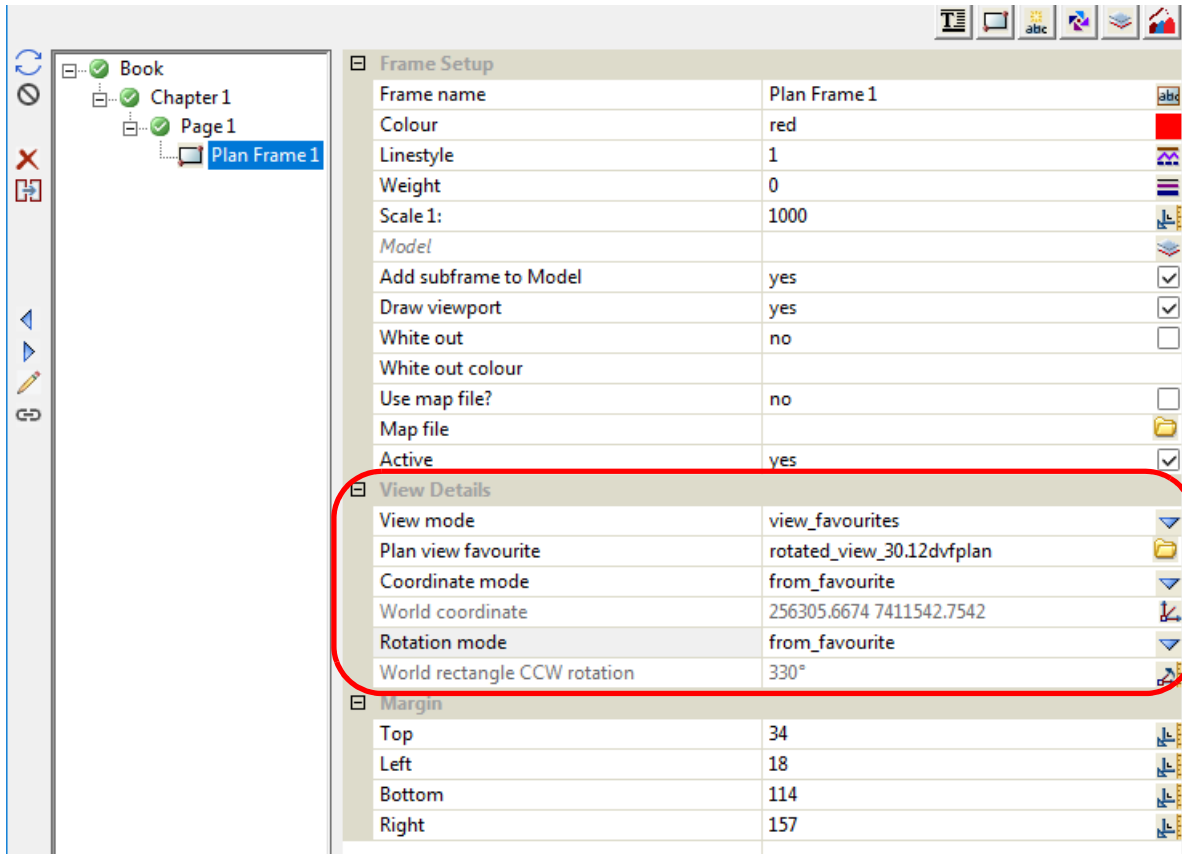 T
abc
Book
Chapter 1
Page 1
Plan Frame 1
Frame Setup
Frame name Plan Frame 1 abc
Colour red
Linestyle 1
Weight 0
Scale 1: 1000
Model
Add subframe to Model yes
Draw viewport yes
White out no
White out colour
Use map file? no
Map file
Active yes
View Details
View mode view_favourites
Plan view favourite rotated_view_30.12dvfplan
Coordinate mode from_favourite
World coordinate 256305.6674 7411542.7542
Rotation mode from_favourite
World rectangle CCW rotation 330°
Margin
Top 34
Left 18
Bottom 114
Right 157